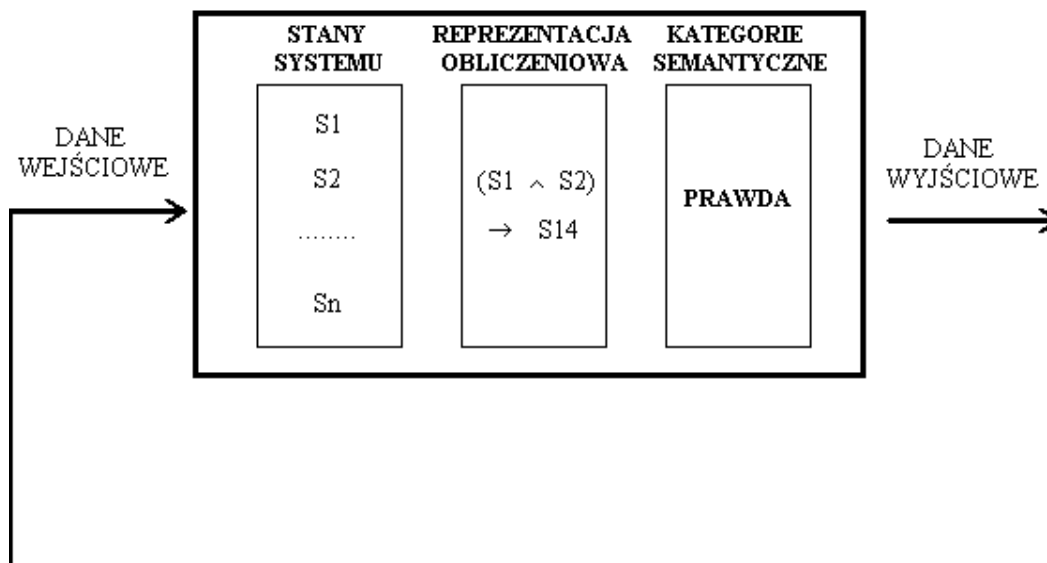 STANY
SYSTEMU
REPREZENTACJA
OBLICZENIOWA
KATEGORIE
SEMANTYCZNE
DANE
WEJŚCIOWE
S1
S2
........
Sn
(S1 ^ S2)
→ S14
PRAWDA
DANE
WYJŚCIOWE